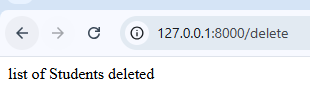 127.0.0.1:8000/delete
list of Students deleted